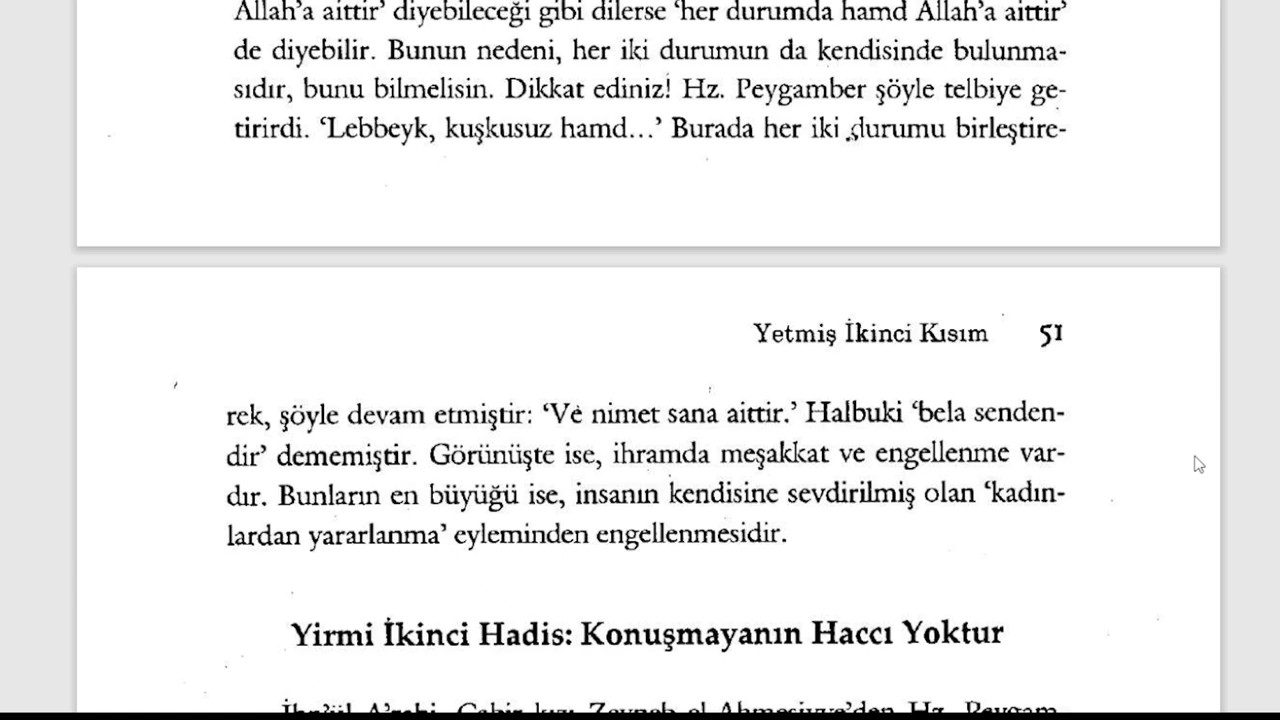 Allah’a aittir’ diyebileceği gibi dilerse ‘her durumda hamd Allah’a aittir’
de diyebilir. Bunun nedeni, her iki durumun da kendisinde bulunma-
sıdır, bunu bilmelisin. Dikkat ediniz! Hz. Peygamber şöyle telbiye ge-
tirirdi. ‘Lebbeyk, kuşkusuz hamd...’ Burada her iki durumu birleştire-
Yetmiş İkinci Kısım 51
rek, şöyle devam etmiştir: ‘Ve nimet sana aittir.’ Halbuki ‘bela senden-
dir’ dememiştir. Görünüşte ise, ihramda meşakkat ve engellenme var-
dır. Bunların en büyüğü ise, insanın kendisine sevdirilmiş olan ‘kadın-
lardan yararlanma’ eyleminden engellenmesidir.
Yirmi İkinci Hadis: Konuşmayanın Haccı Yoktur